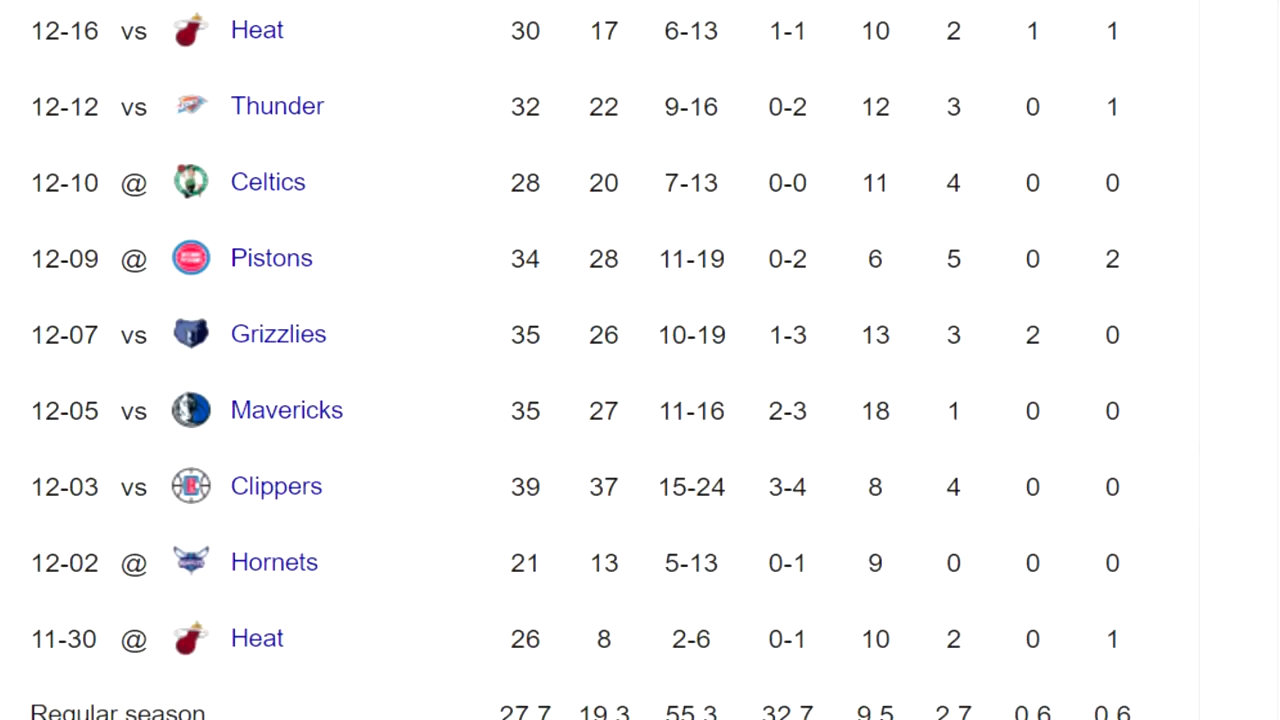 12-16 vs Heat 30 17 6-13 1-1 10 2 1 1
12-12 vs Thunder 32 22 9-16 0-2 12 3 0 1
12-10 @ Celtics 28 20 7-13 0-0 11 4 0 0
12-09 @ Pistons 34 28 11-19 0-2 6 5 0 2
12-07 vs Grizzlies 35 26 10-19 1-3 13 3 2 0
12-05 vs Mavericks 35 27 11-16 2-3 18 1 0 0
12-03 vs Clippers 39 37 15-24 3-4 8 4 0 0
12-02 @ Hornets 21 13 5-13 0-1 9 0 0 0
11-30 @ Heat 26 8 2-6 0-1 10 2 0 1
Regular season 27.7 19.3 55.3 32.7 9.5 2.7 0.6 0.6